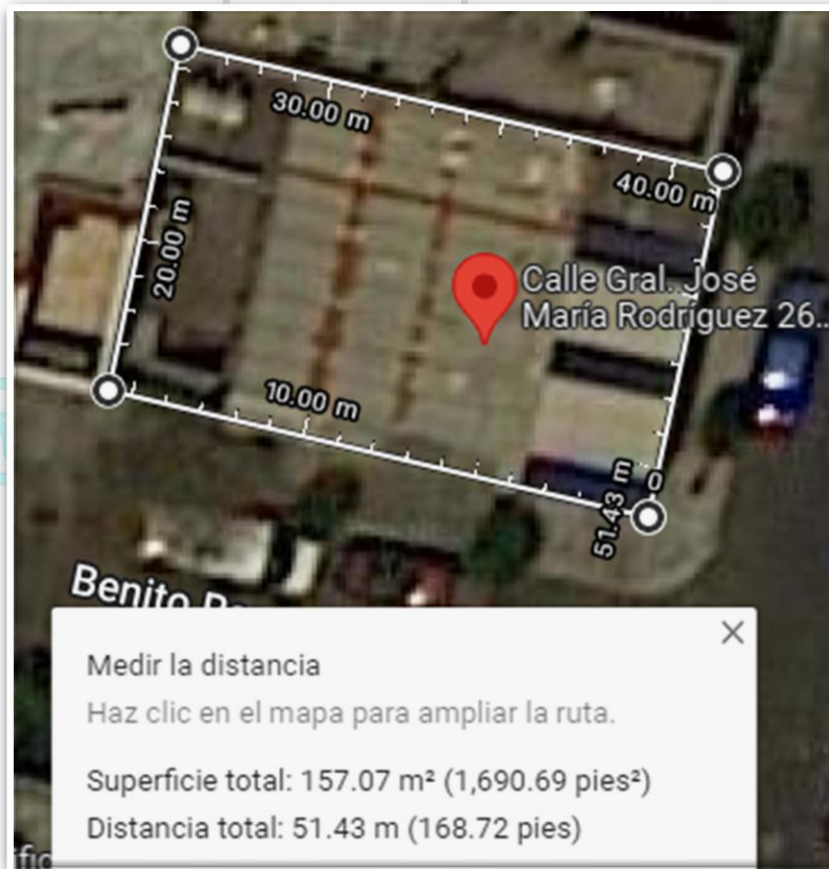 30.00 m
40.00 m
20.00 m
Calle Gral. José
María Rodríguez 26..
10.00 m
0
51.43 m
Benito
Medir la distancia
Haz clic en el mapa para ampliar la ruta.
Superficie total: 157.07 m² (1,690.69 pies²)
Distancia total: 51.43 m (168.72 pies)